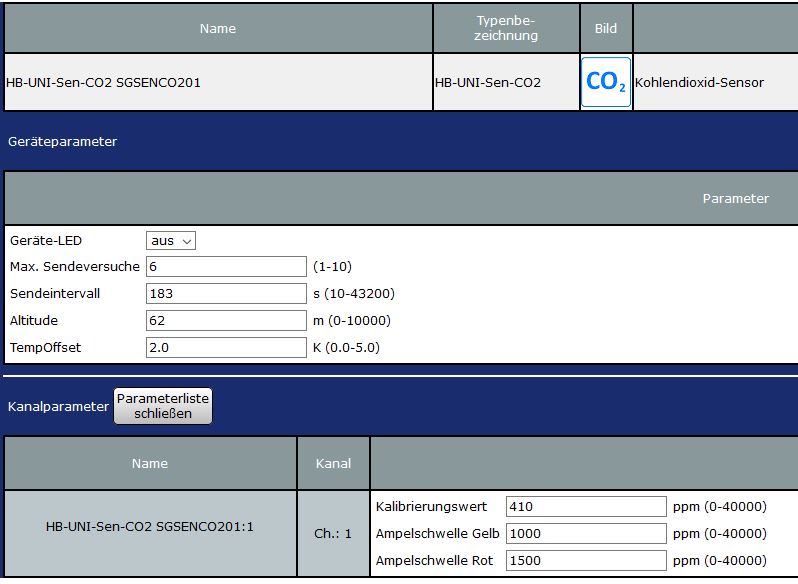 Name
Typenbe-
zeichnung
Bild
HB-UNI-Sen-CO2 SGSENCO201
HB-UNI-Sen-CO2
CO2
Kohlendioxid-Sensor
Geräteparameter
Parameter
Geräte-LED aus
Max. Sendeversuche 6 (1-10)
Sendeintervall 183 s (10-43200)
Altitude 62 m (0-10000)
TempOffset 2.0 K (0.0-5.0)
Kanalparameter
Parameterliste
schließen
Name Kanal
HB-UNI-Sen-CO2 SGSENCO201:1
Ch.: 1
Kalibrierungswert 410 ppm (0-40000)
Ampelschwelle Gelb 1000 ppm (0-40000)
Ampelschwelle Rot 1500 ppm (0-40000)